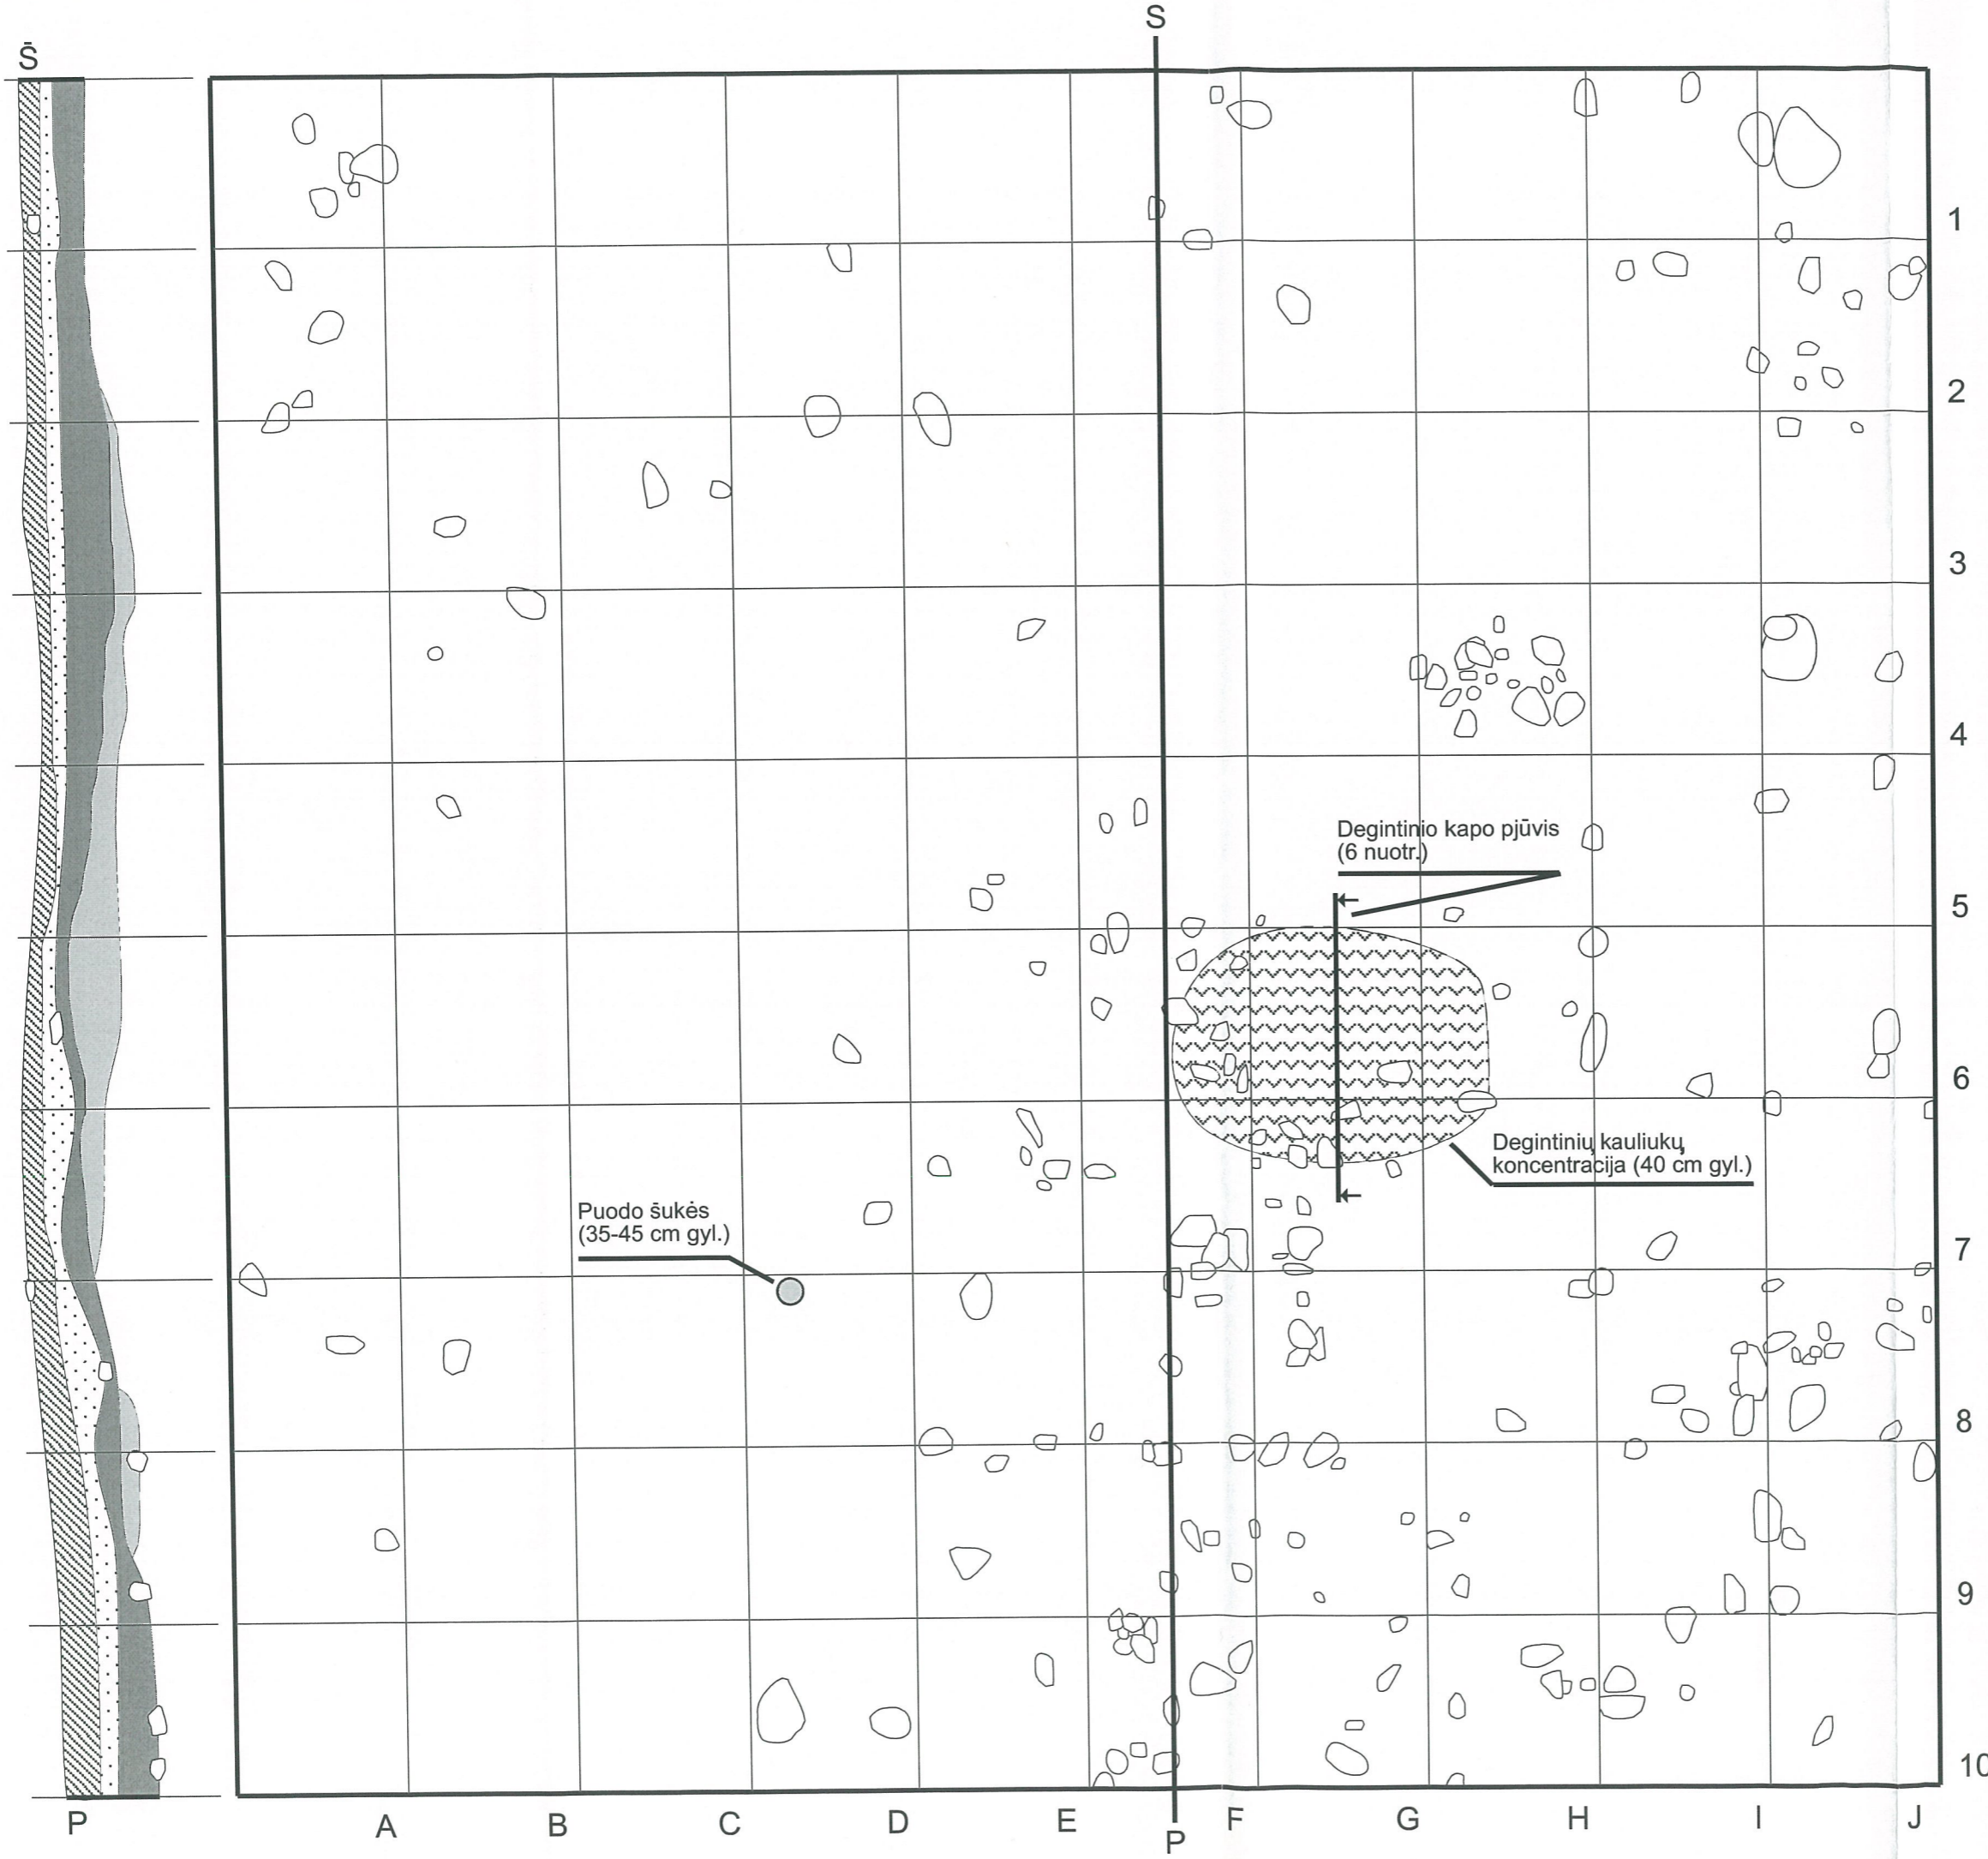 S
Š
1
2
3
4
Degintinio kapo pjūvis
(6 nuotr.)
5
6
Degintinių kauliukų
koncentracija (40 cm gyl.)
Puodo šukės
(35-45 cm gyl.)
7
8
9
10
P
A
B
C
D
E
P
F
G
H
I
J